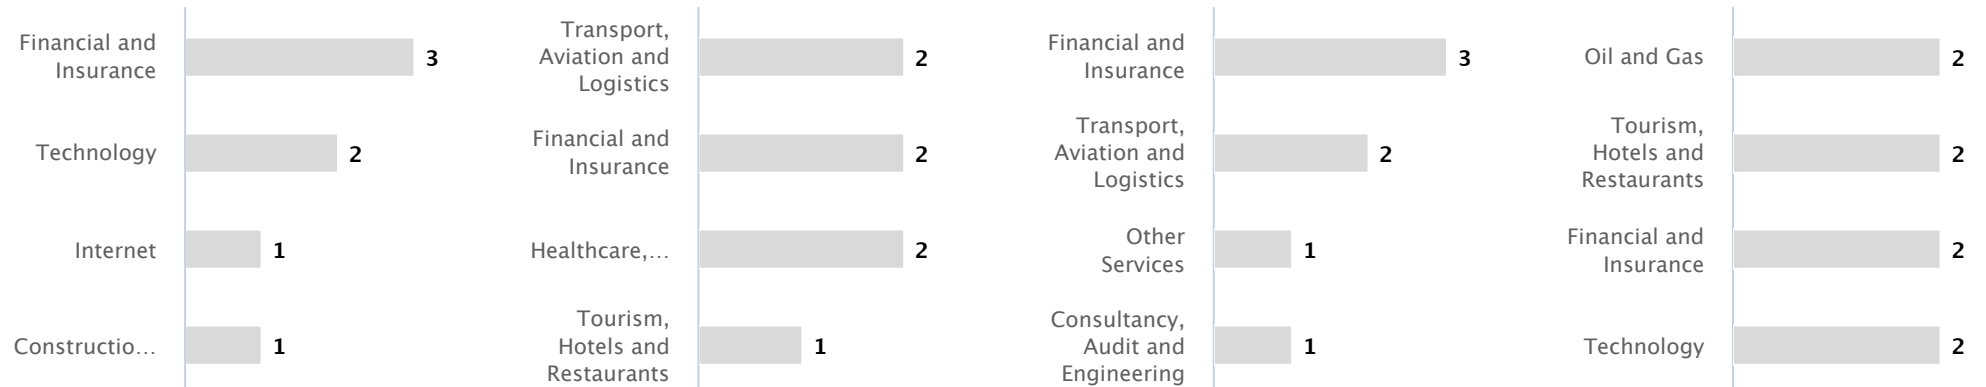 Financial and
Insurance
3
Technology
2
Internet
1
Constructio...
1
Transport,
Aviation and
Logistics
2
Financial and
Insurance
2
Healthcare,...
2
Tourism,
Hotels and
Restaurants
1
Financial and
Insurance
3
Transport,
Aviation and
Logistics
2
Other
Services
1
Consultancy,
Audit and
Engineering
1
Oil and Gas
2
Tourism,
Hotels and
Restaurants
2
Financial and
Insurance
2
Technology
2